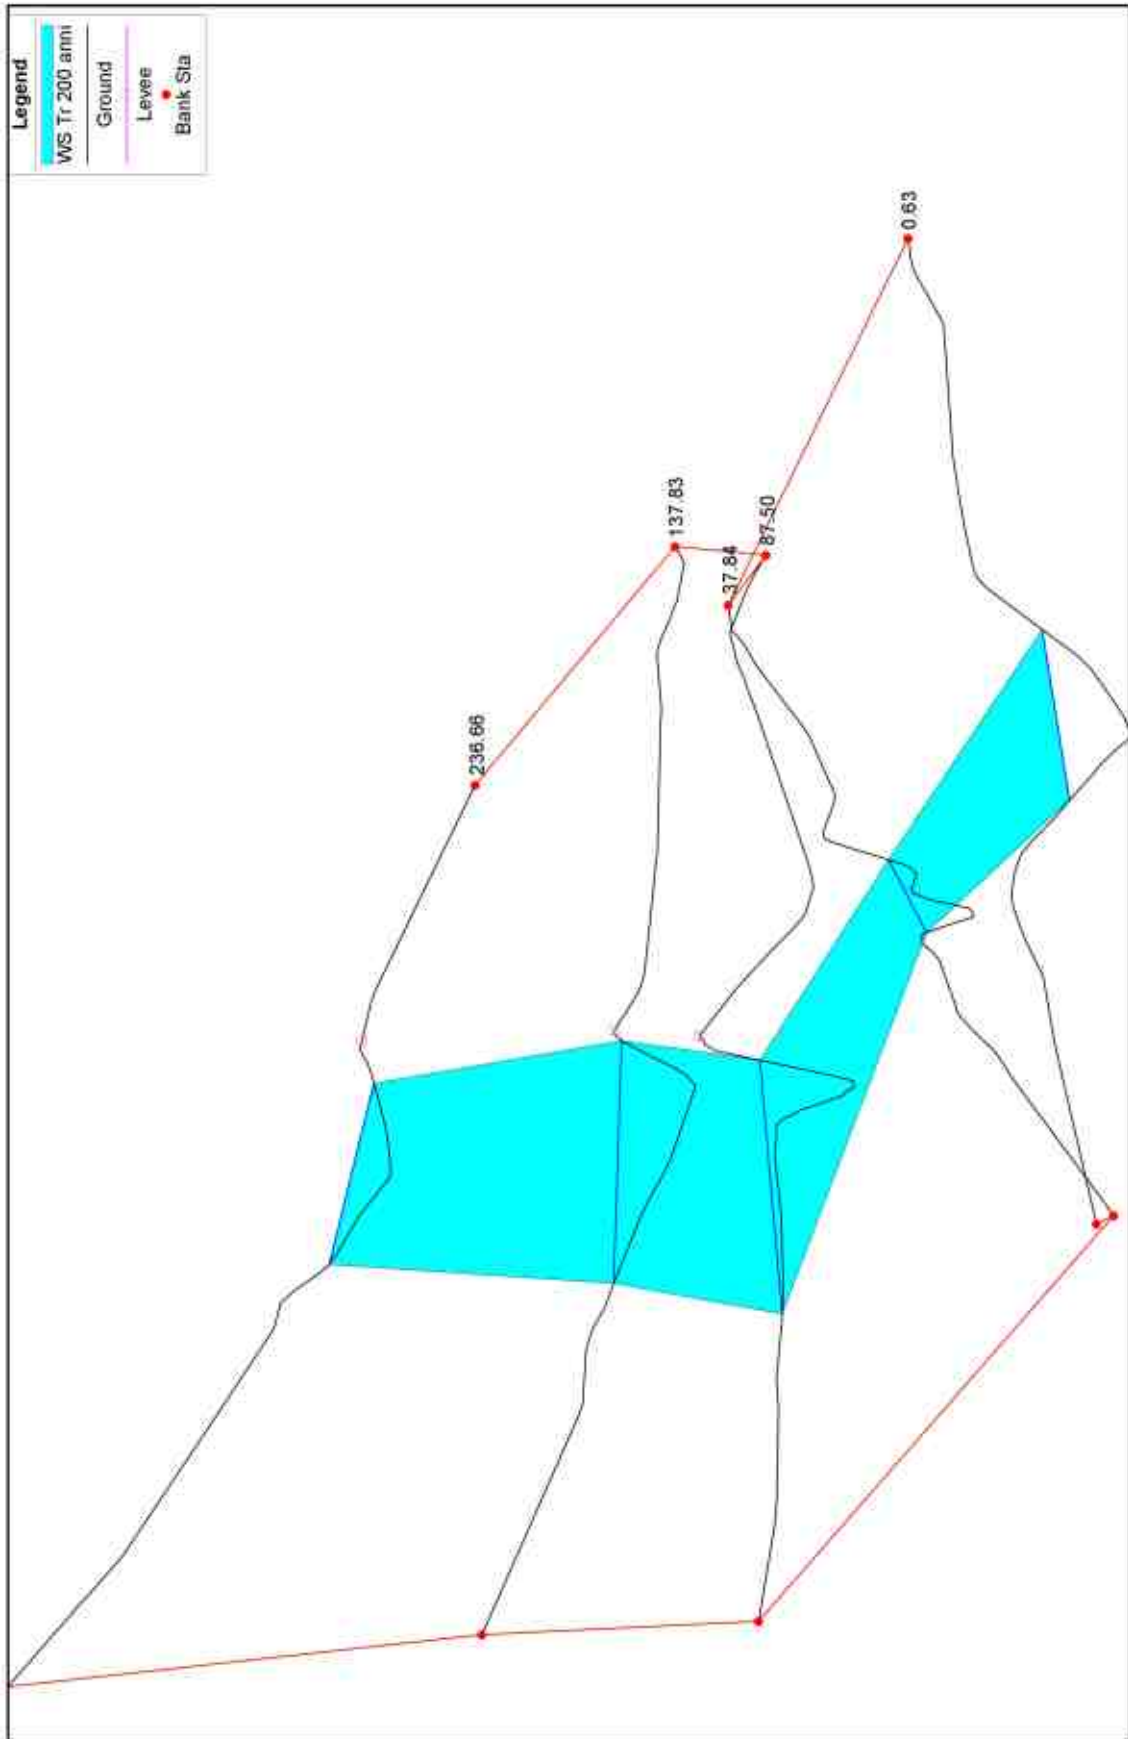 Legend
WS Tr 200 anni
Ground
Levee
Bank Sta
0.63
137.83
87.50
37.84
236.66